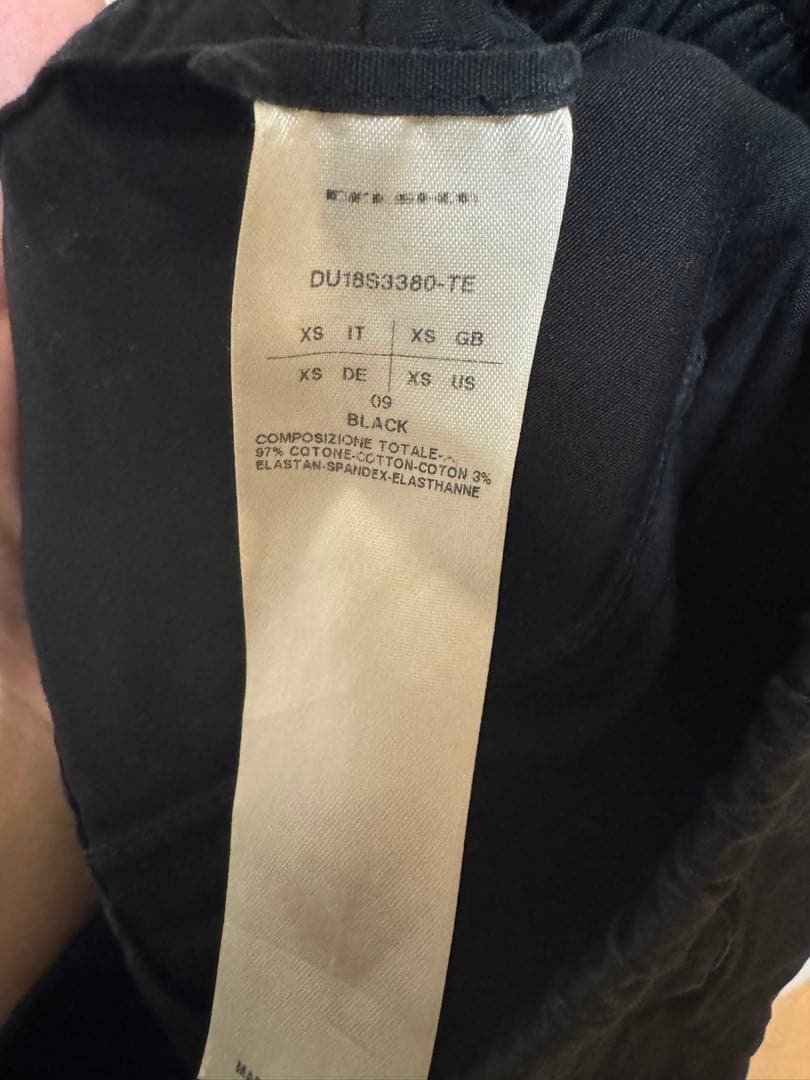 DU18S3380-TE
XS IT XS GB
XS DE XS US
09
BLACK
COMPOSIZIONE TOTALE-
97% COTONE-COTTON-COTON 3%
ELASTAN-SPANDEX-ELASTHANNE